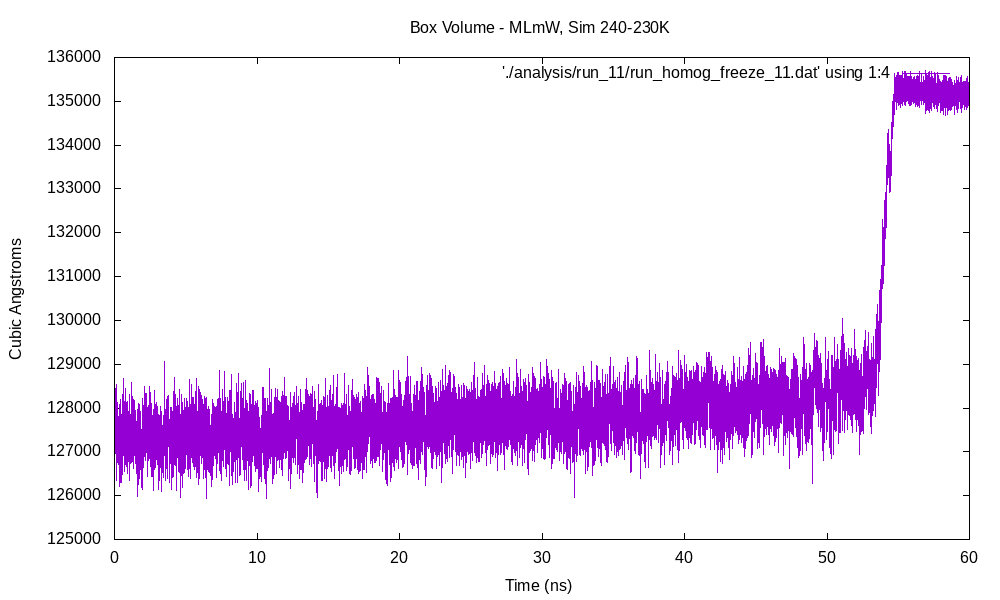 Box Volume - MLmW, Sim 240-230K
'./analysis/run_11/run_homog_freeze_11.dat' using 1:4
136000
135000
134000
133000
132000
131000
130000
129000
128000
127000
126000
125000
Cubic Angstroms
0 10 20 30 40 50 60
Time (ns)